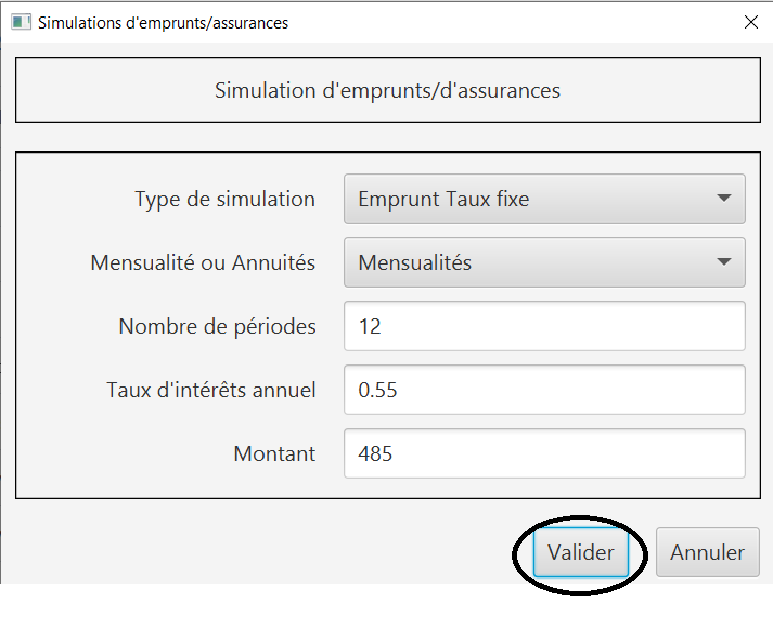 Simulations d'emprunts/assurances
Simulation d'emprunts/d'assurances
Type de simulation Emprunt Taux fixe
Mensualité ou Annuités Mensualités
Nombre de périodes 12
Taux d'intérêts annuel 0.55
Montant 485
Valider Annuler